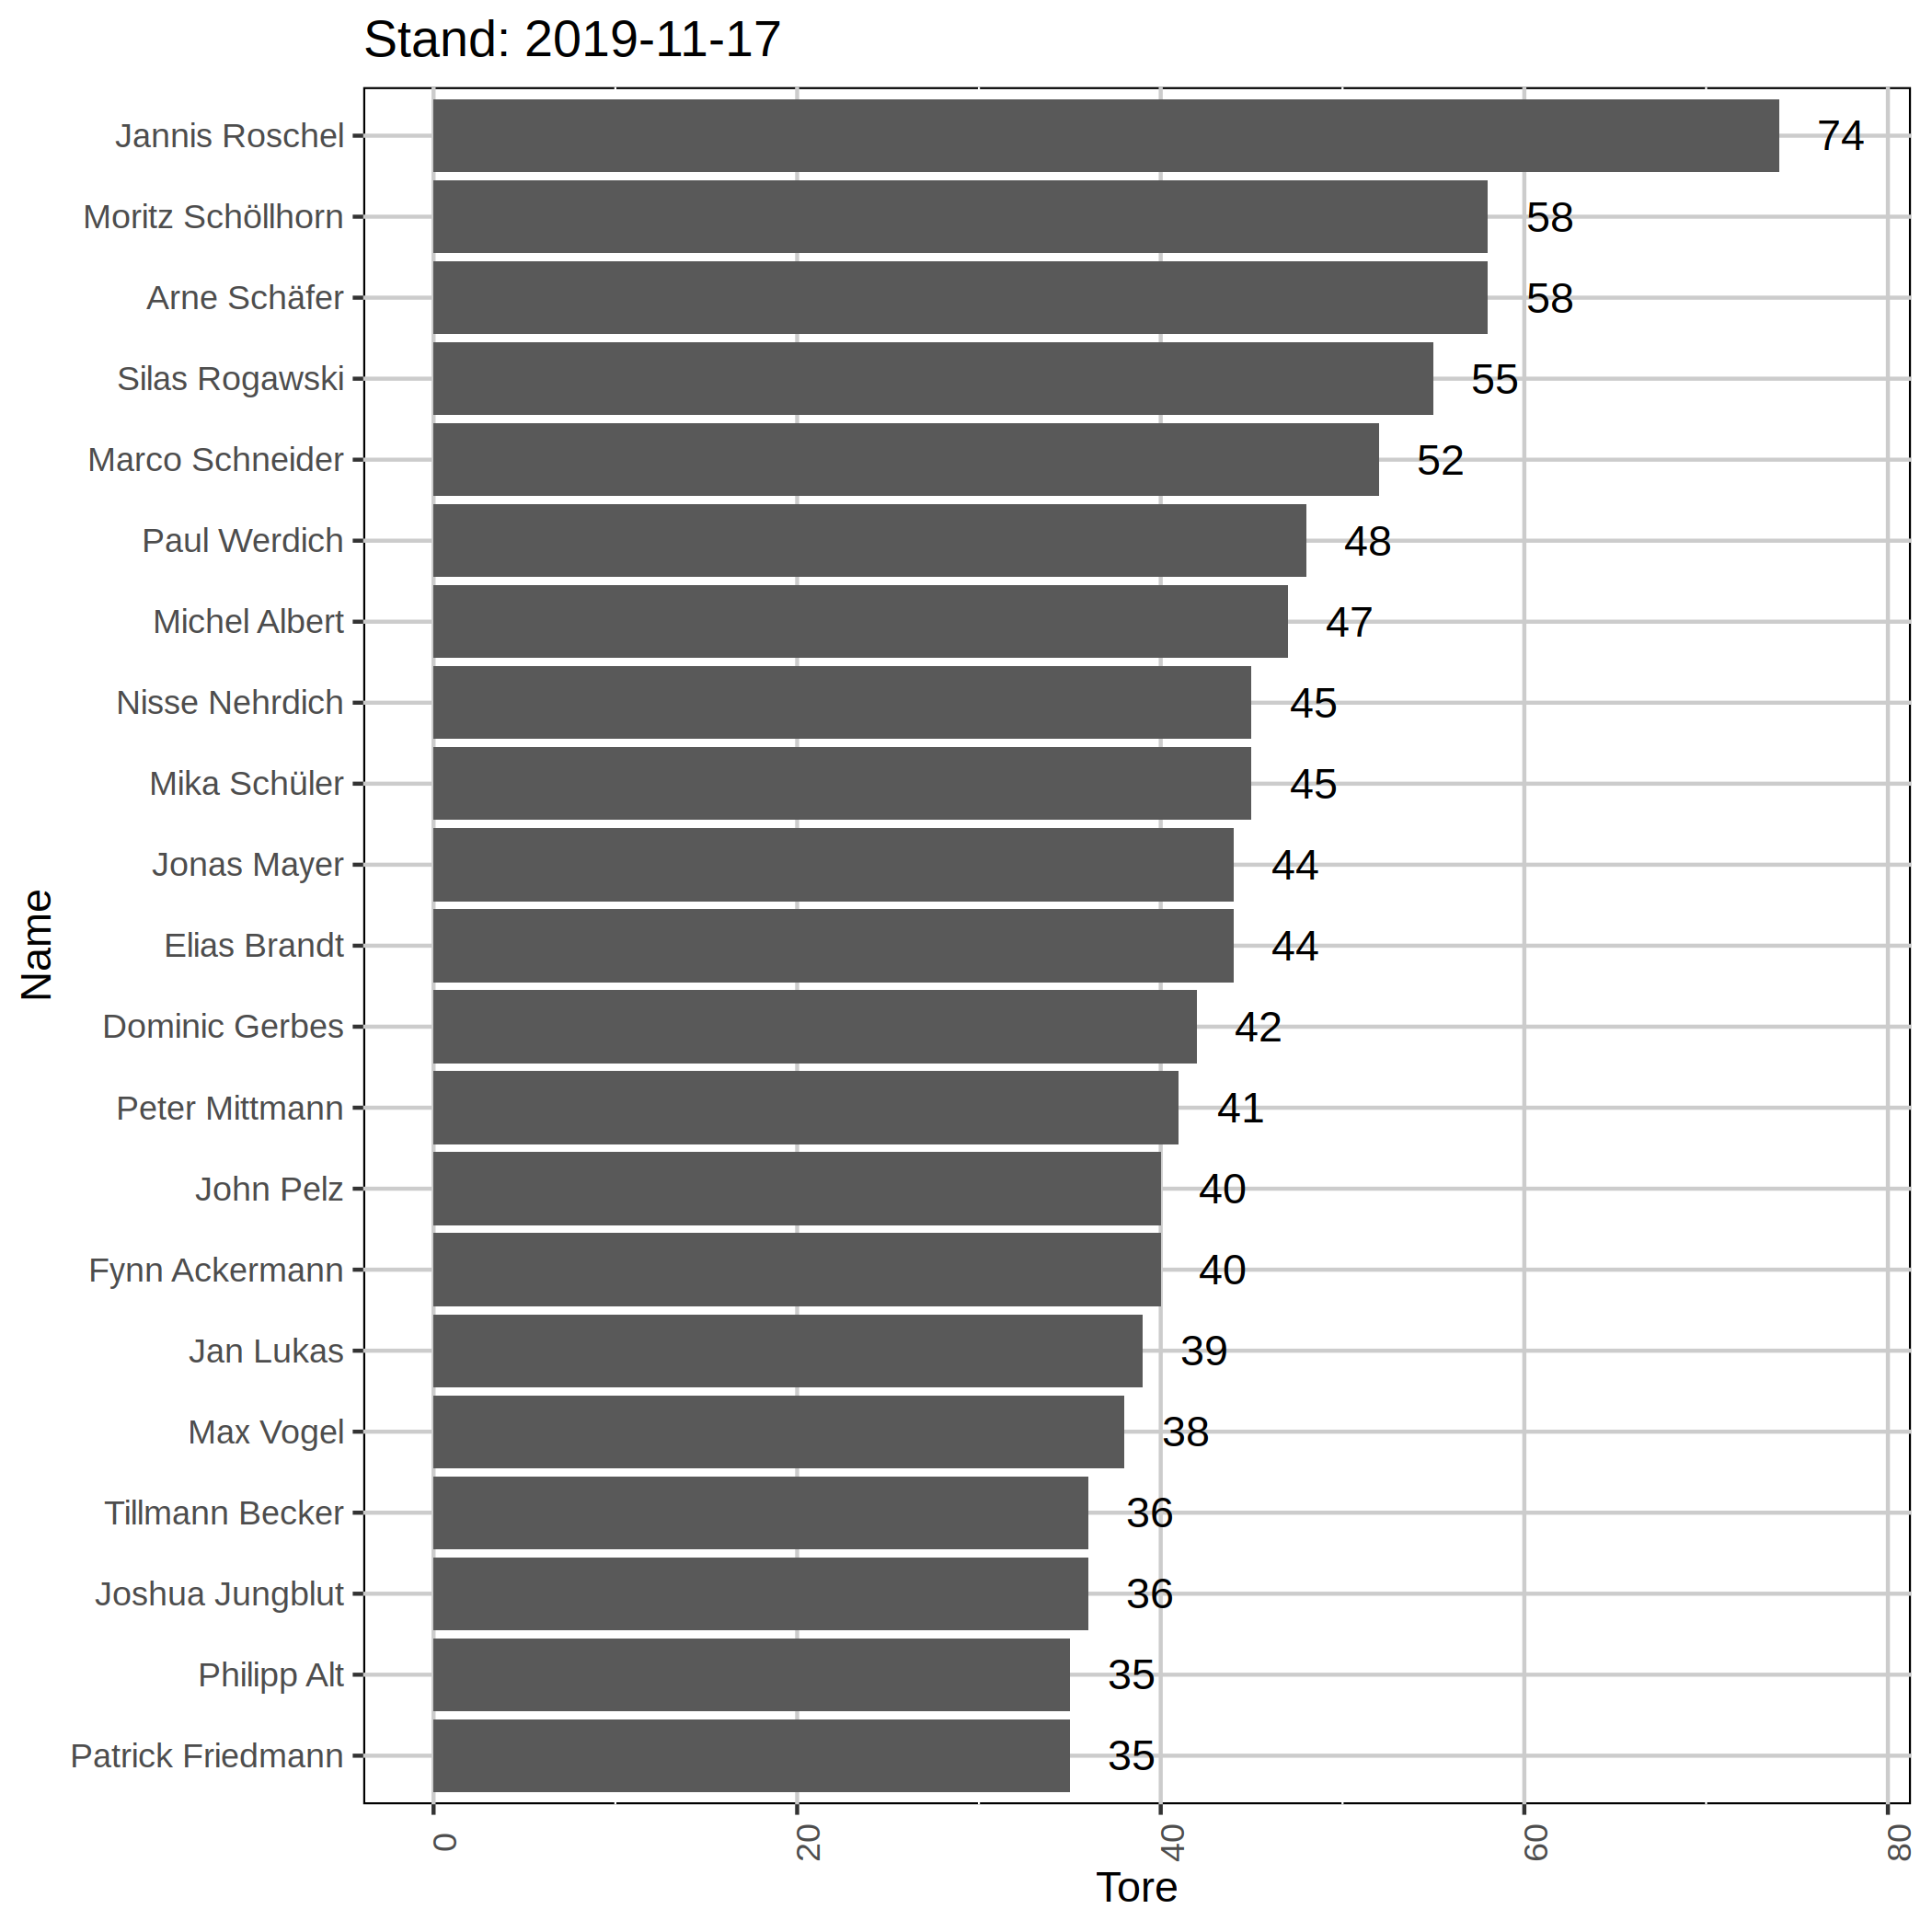 Stand: 2019-11-17
Name
Jannis Roschel 74
Moritz Schöllhorn 58
Arne Schäfer 58
Silas Rogawski 55
Marco Schneider 52
Paul Werdich 48
Michel Albert 47
Nisse Nehrdich 45
Mika Schüler 45
Jonas Mayer 44
Elias Brandt 44
Dominic Gerbes 42
Peter Mittmann 41
John Pelz 40
Fynn Ackermann 40
Jan Lukas 39
Max Vogel 38
Tillmann Becker 36
Joshua Jungblut 36
Philipp Alt 35
Patrick Friedmann 35
0 20 40 60 80
Tore